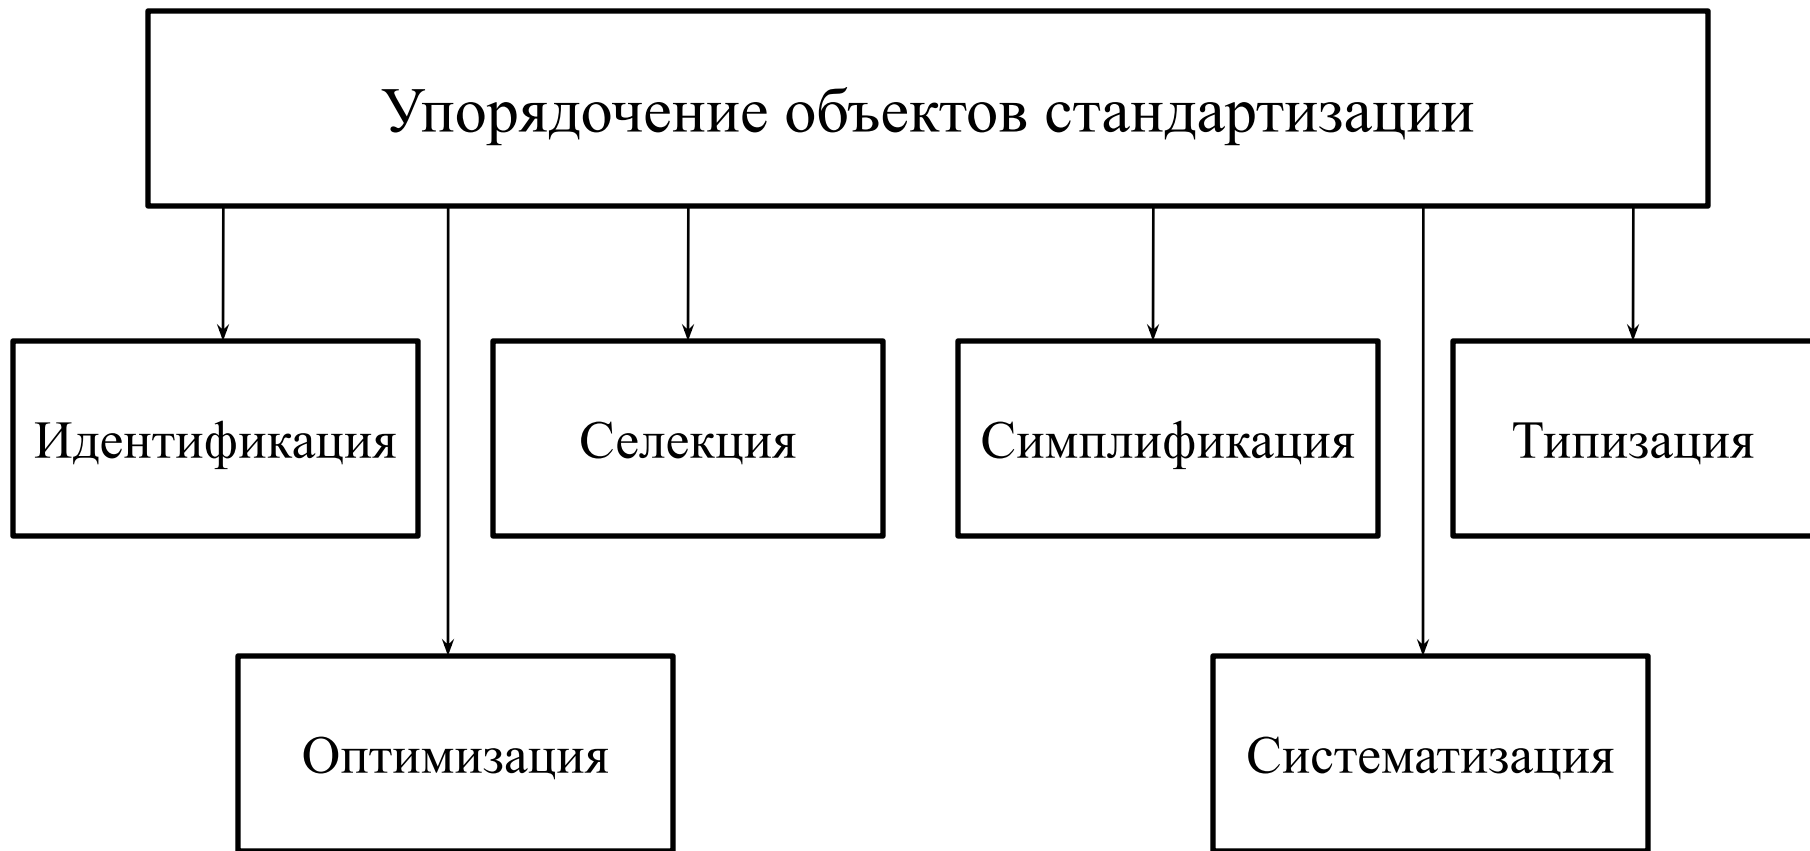 Упорядочение объектов стандартизации
Идентификация
Селекция
Симплификация
Типизация
Оптимизация
Систематизация